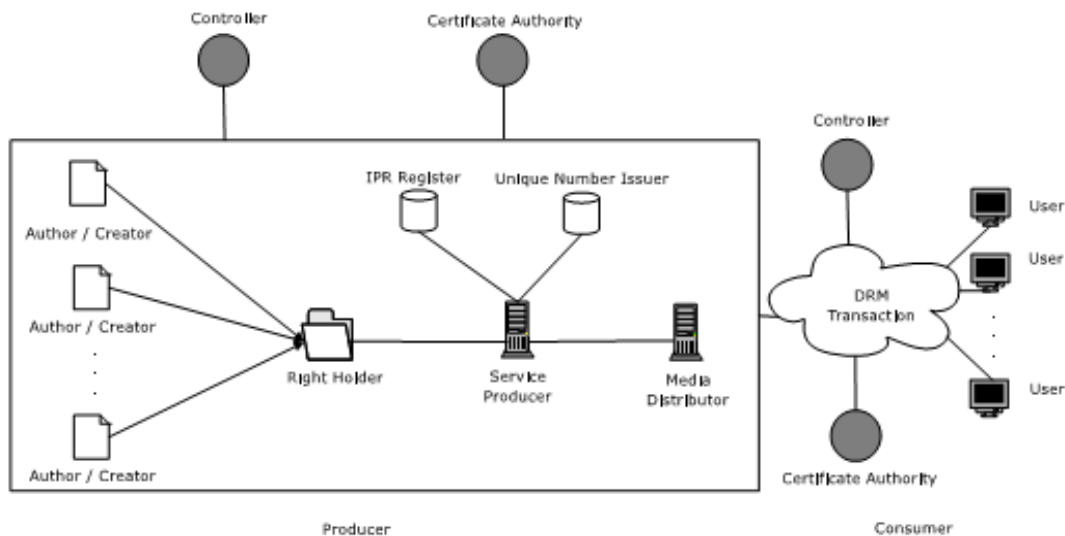 Controller
Certificate Authority
Controller
IPR Register
Unique Number Issuer
User
Author / Creator
User
DRM
Transaction
Author / Creator
.
.
.
.
.
.
Right Holder
Service
Producer
Media
Distributor
User
Author / Creator
Certificate Authority
Producer
Consumer